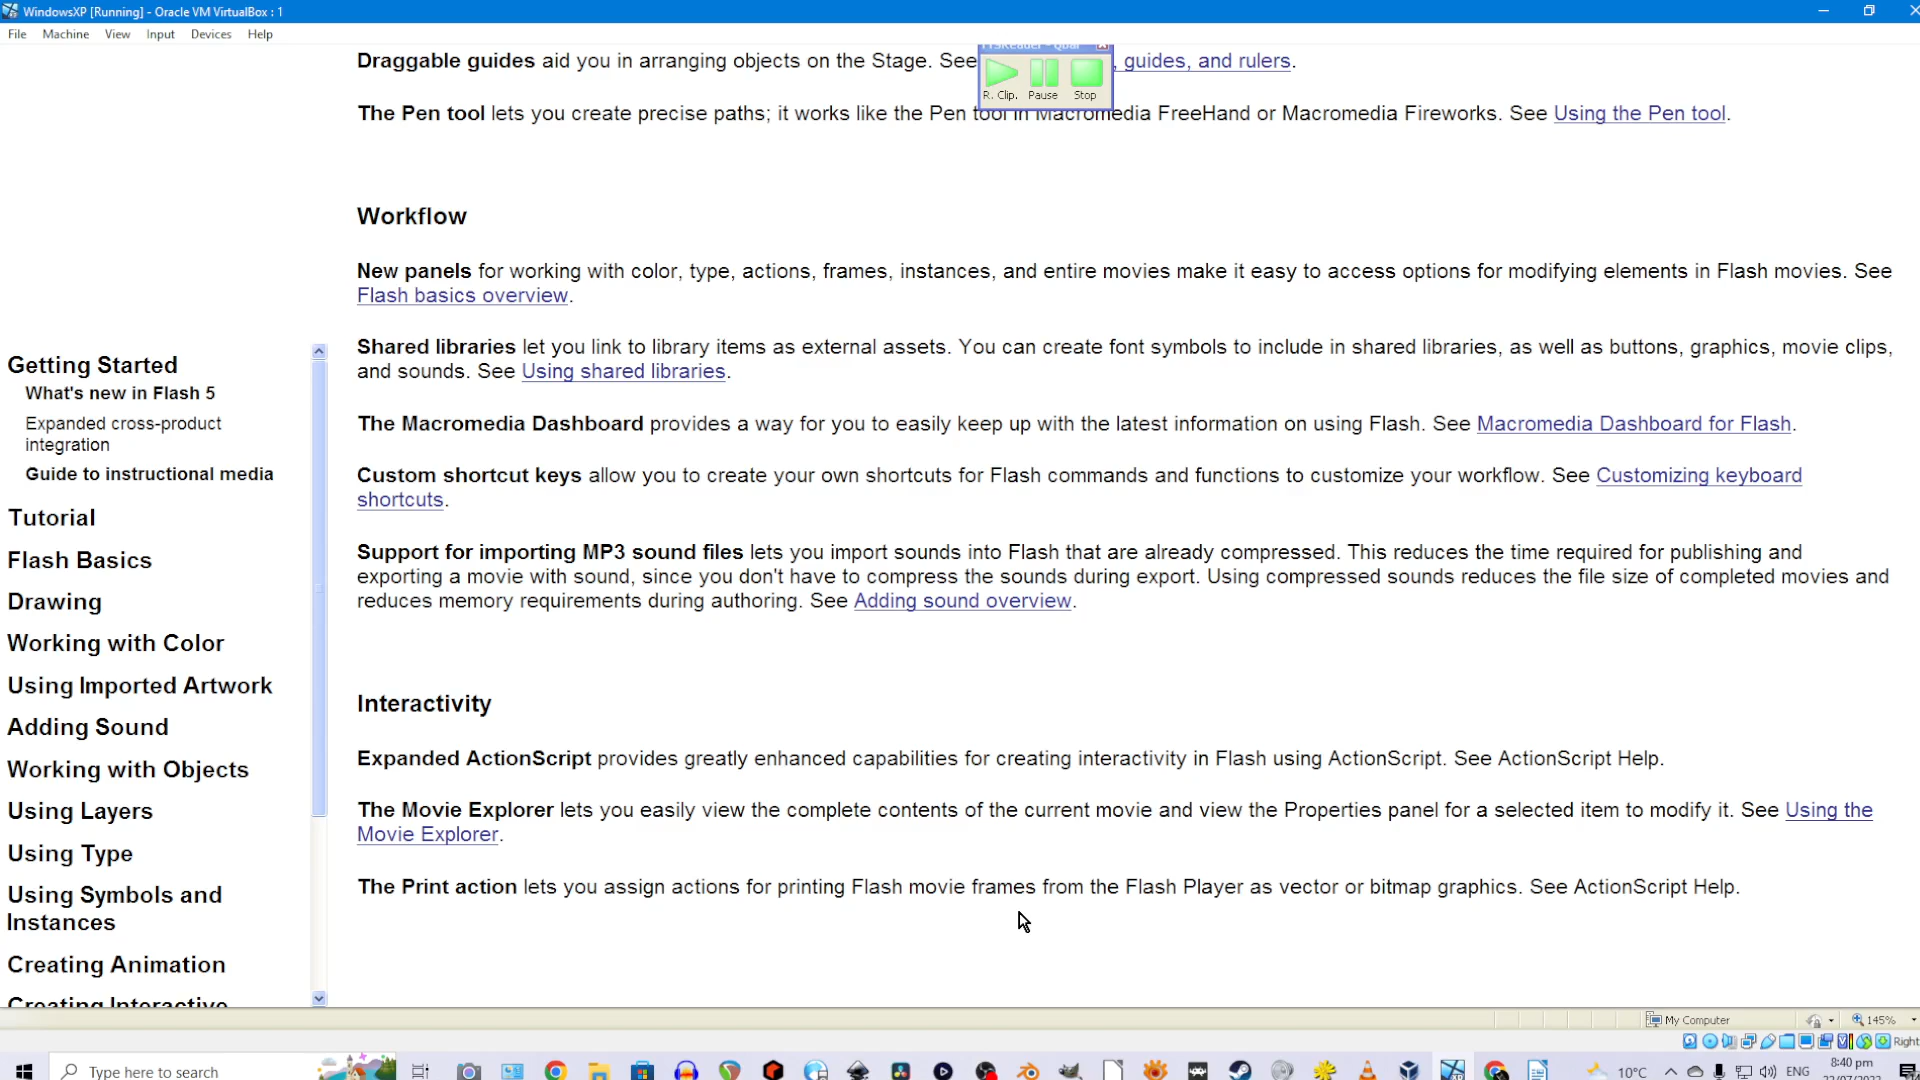 WindowsXP [Running] - Oracle VM VirtualBox : 1
File Machine View Input Devices Help
Draggable guides aid you in arranging objects on the Stage. See , guides, and rulers.
R. Clip. Pause Stop
The Pen tool lets you create precise paths; it works like the Pen tool in Macromedia FreeHand or Macromedia Fireworks. See Using the Pen tool.
Workflow
New panels for working with color, type, actions, frames, instances, and entire movies make it easy to access options for modifying elements in Flash movies. See
Flash basics overview.
Shared libraries let you link to library items as external assets. You can create font symbols to include in shared libraries, as well as buttons, graphics, movie clips,
and sounds. See Using shared libraries.
The Macromedia Dashboard provides a way for you to easily keep up with the latest information on using Flash. See Macromedia Dashboard for Flash.
Custom shortcut keys allow you to create your own shortcuts for Flash commands and functions to customize your workflow. See Customizing keyboard
shortcuts.
Support for importing MP3 sound files lets you import sounds into Flash that are already compressed. This reduces the time required for publishing and
exporting a movie with sound, since you don't have to compress the sounds during export. Using compressed sounds reduces the file size of completed movies and
reduces memory requirements during authoring. See Adding sound overview.
Interactivity
Expanded ActionScript provides greatly enhanced capabilities for creating interactivity in Flash using ActionScript. See ActionScript Help.
The Movie Explorer lets you easily view the complete contents of the current movie and view the Properties panel for a selected item to modify it. See Using the
Movie Explorer.
The Print action lets you assign actions for printing Flash movie frames from the Flash Player as vector or bitmap graphics. See ActionScript Help.
Getting Started
What's new in Flash 5
Expanded cross-product
integration
Guide to instructional media
Tutorial
Flash Basics
Drawing
Working with Color
Using Imported Artwork
Adding Sound
Working with Objects
Using Layers
Using Type
Using Symbols and
Instances
Creating Animation
Creating Interactive
My Computer
145%
Right
Type here to search
10°C
ENG
8:40 pm